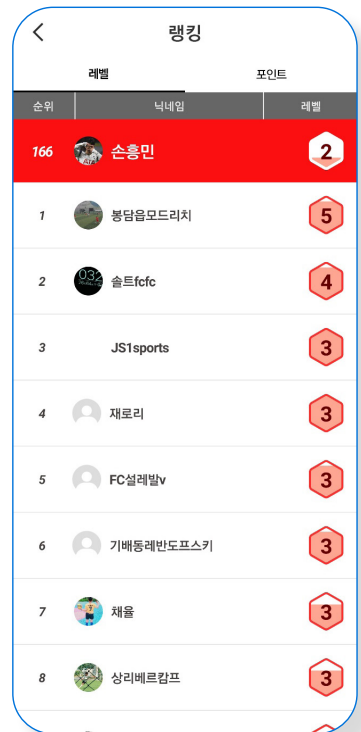 랭킹
레벨 포인트
순위 닉네임 레벨
166 손흥민 2
1 봉담읍모드리치 5
2 032 솔트fcfc 4
3 JS1sports 3
4 재로리 3
5 FC설레발v 3
6 기배동레반도프스키 3
7 채율 3
8 상리베르캄프 3